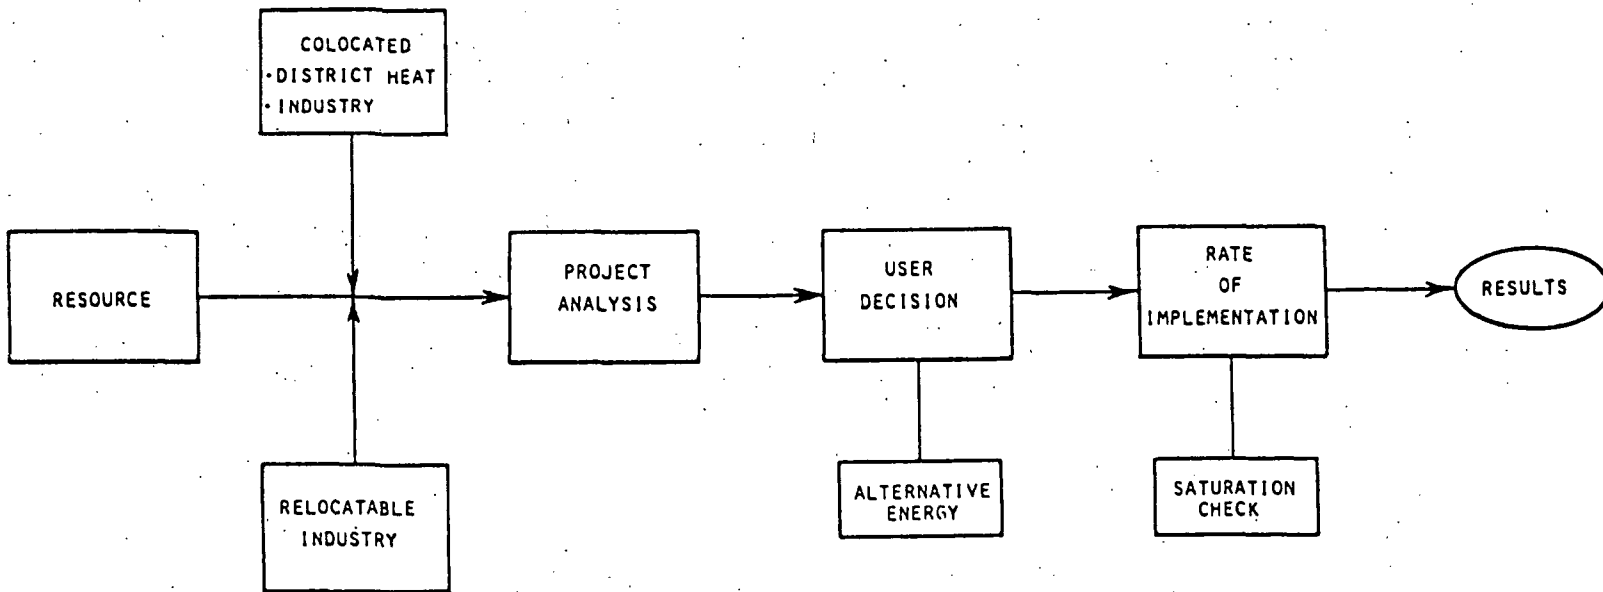 COLOCATED
·DISTRICT HEAT
·INDUSTRY
RESOURCE
PROJECT
ANALYSIS
USER
DECISION
RATE
OF
IMPLEMENTATION
RESULTS
RELOCATABLE
INDUSTRY
ALTERNATIVE
ENERGY
SATURATION
CHECK